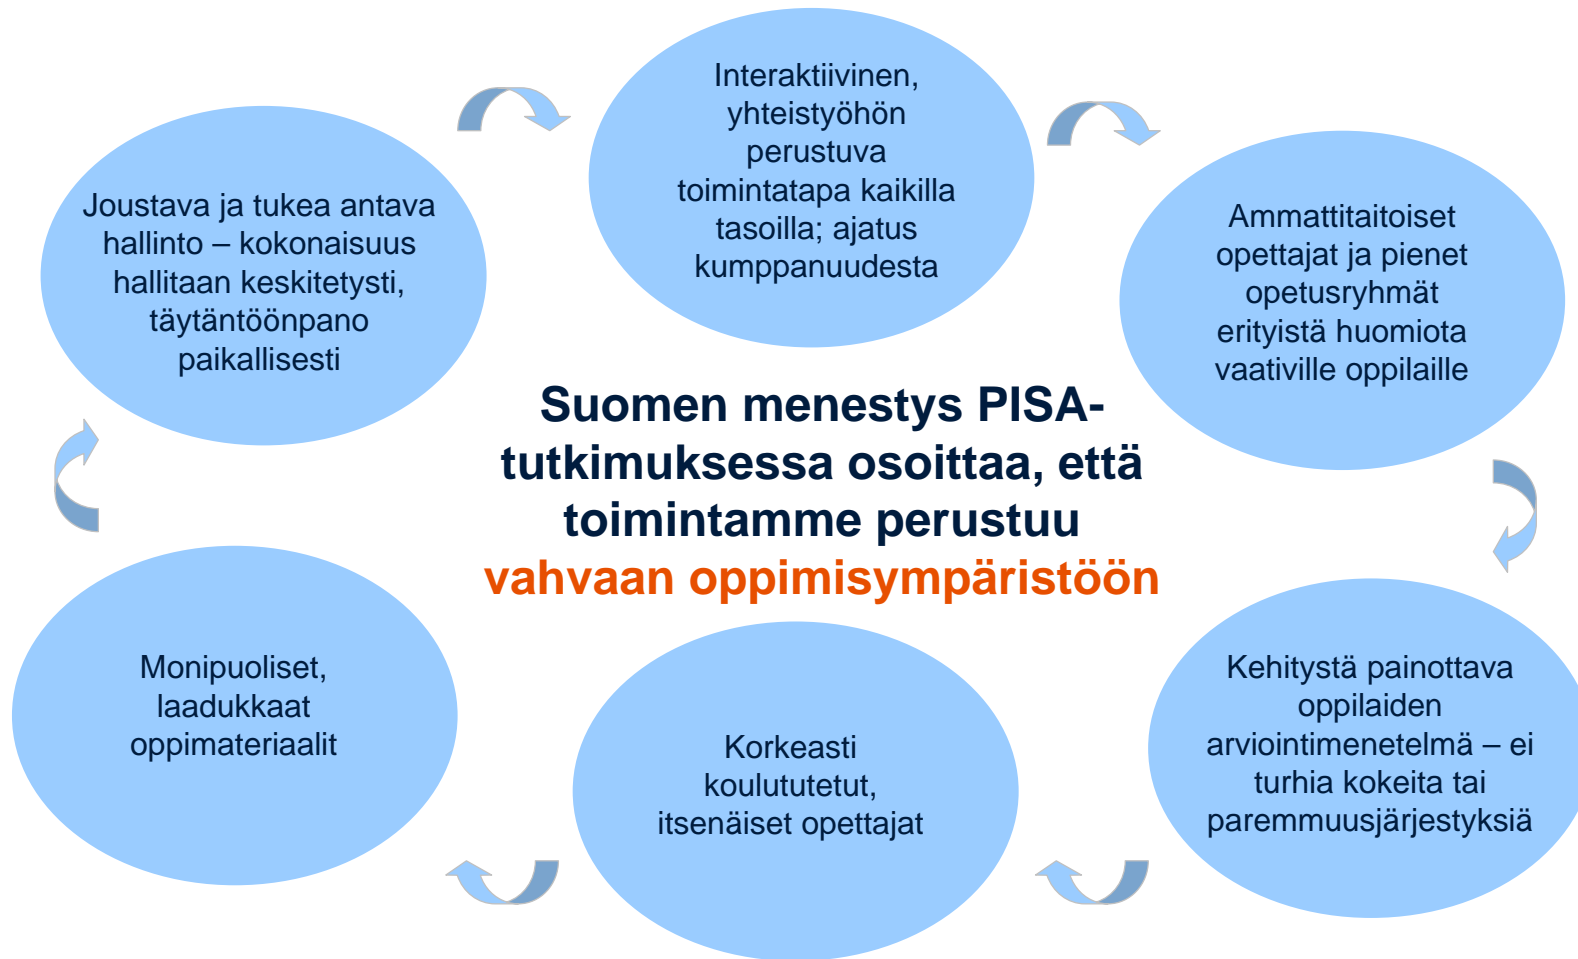 Interaktiivinen,
yhteistyöhön
perustuva
toimintatapa kaikilla
tasoilla; ajatus
kumppanuudesta
Joustava ja tukea antava
hallinto – kokonaisuus
hallitaan keskitetysti,
täytäntöönpano
paikallisesti
Ammattitaitoiset
opettajat ja pienet
opetusryhmät
erityistä huomiota
vaativille oppilaille
Suomen menestys PISA-
tutkimuksessa osoittaa, että
toimintamme perustuu
vahvaan oppimisympäristöön
Monipuoliset,
laadukkaat
oppimateriaalit
Korkeasti
koulututetut,
itsenäiset opettajat
Kehitystä painottava
oppilaiden
arviointimenetelmä – ei
turhia kokeita tai
paremmuusjärjestyksiä